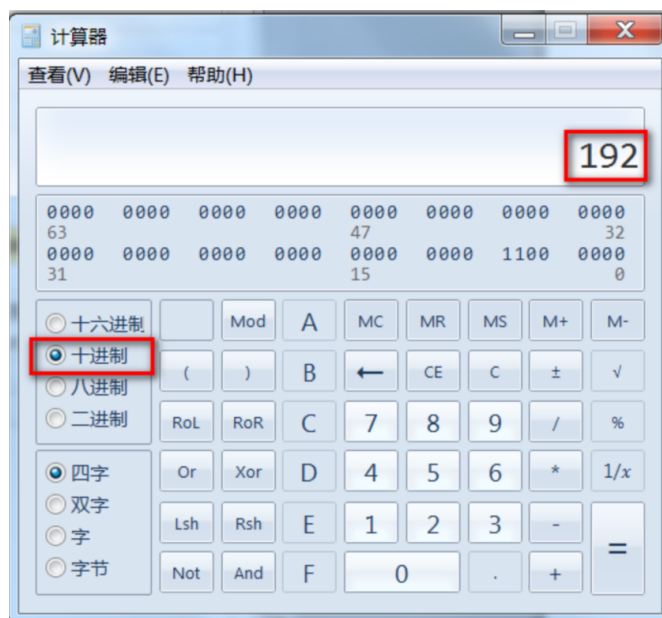 计算器
查看(V) 编辑(E) 帮助(H)
192
0000 0000 0000 0000 0000 0000 0000 0000
63 47 32
0000 0000 0000 0000 0000 0000 1100 0000
31 15 0
十六进制 Mod A MC MR MS M+ M-
十进制 ( ) B ← CE C ± √
八进制
二进制 RoL RoR C 7 8 9 / %
四字 Or Xor D 4 5 6 * 1/x
双字
字 Lsh Rsh E 1 2 3 - =
字节 Not And F 0 . +